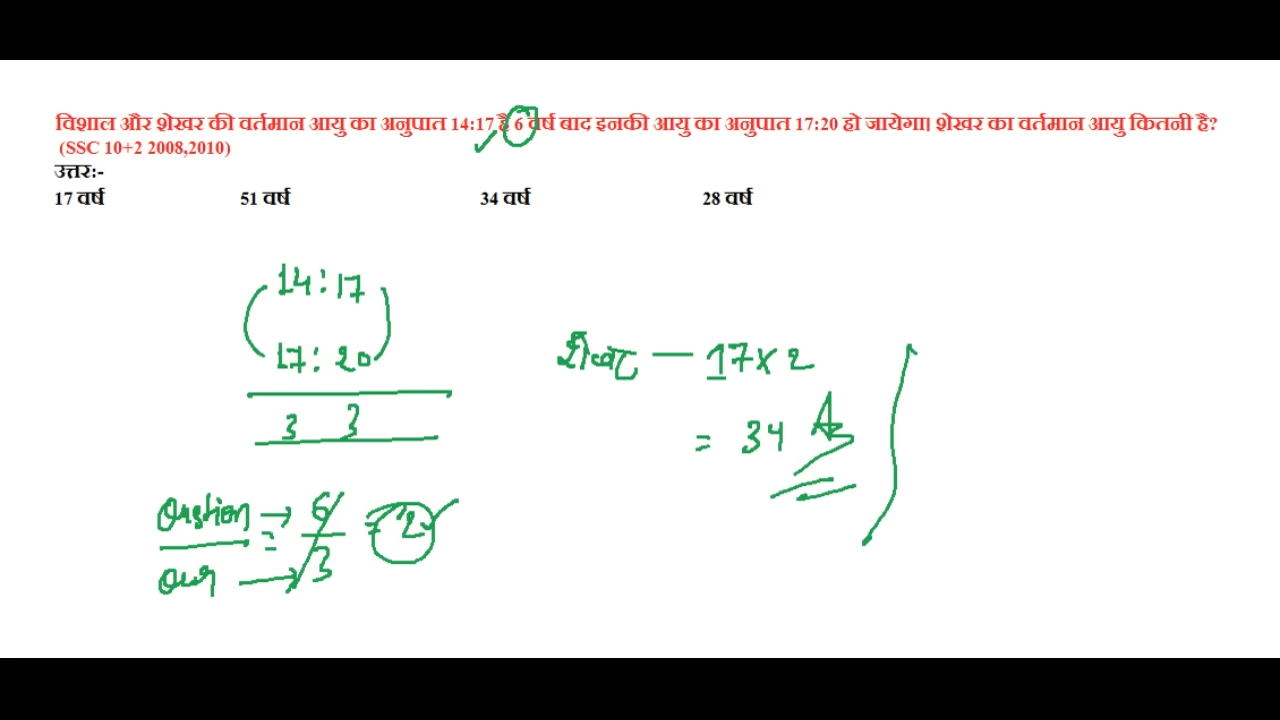 विशाल और शेखर की वर्तमान आयु का अनुपात 14:17 है 6 वर्ष बाद इनकी आयु का अनुपात 17:20 हो जायेगा। शेखर का वर्तमान आयु कितनी है?
(SSC 10+2 2008,2010)
उत्तर:-
17 वर्ष 51 वर्ष 34 वर्ष 28 वर्ष
14:17
17:20
3 3
शेखर — 17×2
= 34 As
Qustion → 6
= = 2
our → 3